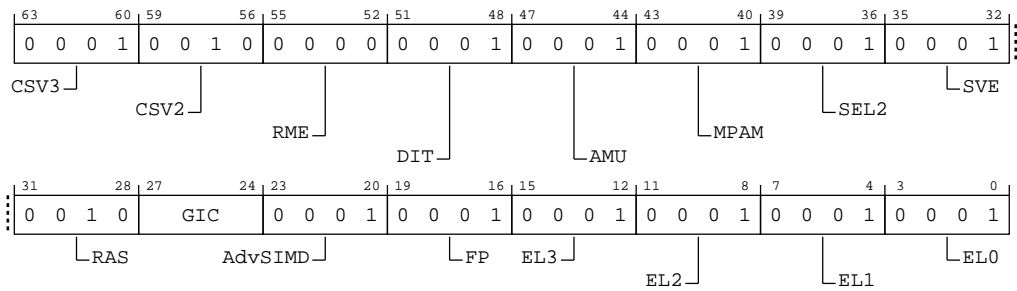 63 60 59 56 55 52 51 48 47 44 43 40 39 36 35 32
0 0 0 1 0 0 1 0 0 0 0 0 0 0 0 1 0 0 0 1 0 0 0 1 0 0 0 1 0 0 0 1
CSV3 SVE
CSV2 SEL2
RME MPAM
DIT AMU
31 28 27 24 23 20 19 16 15 12 11 8 7 4 3 0
0 0 1 0 GIC 0 0 0 1 0 0 0 1 0 0 0 1 0 0 0 1 0 0 0 1 0 0 0 1
RAS AdvSIMD FP EL3 EL0
EL2 EL1